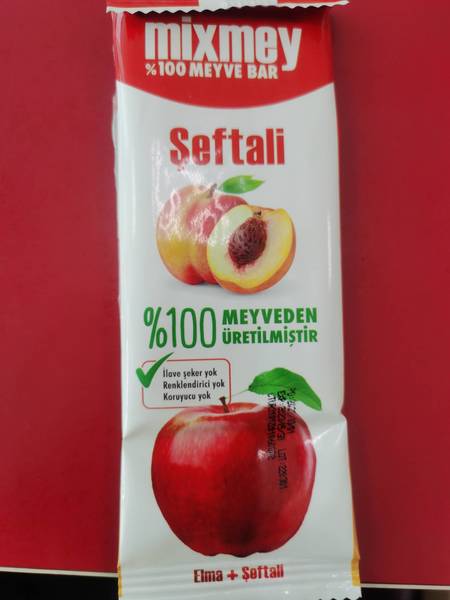 mixmey
%100 MEYVE BAR
Şeftali
%100 MEYVEDEN
ÜRETİLMİŞTİR
İlave şeker yok
Renklendirici yok
Koruyucu yok
Elma + Şeftali